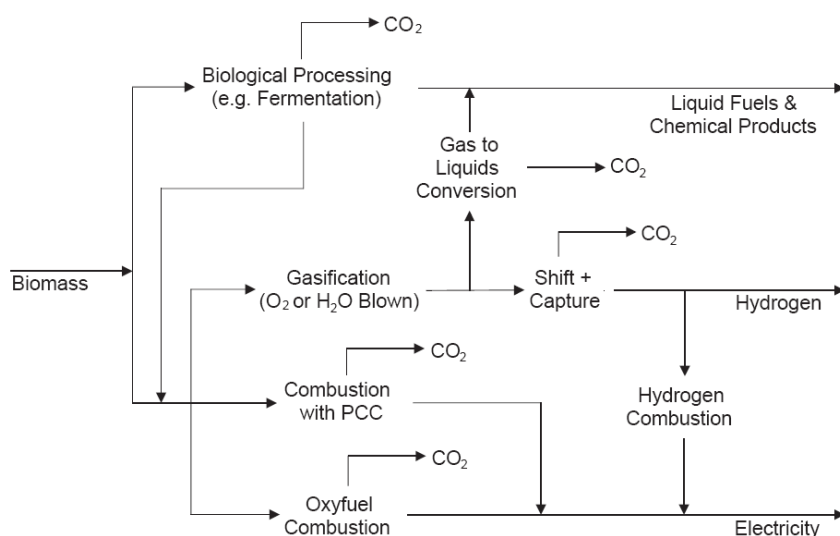 CO₂
Biological Processing
(e.g. Fermentation)
Liquid Fuels &
Chemical Products
Gas to
Liquids
Conversion
CO₂
CO₂
Biomass
Gasification
(O₂ or H₂O Blown)
Shift +
Capture
Hydrogen
CO₂
Combustion
with PCC
Hydrogen
Combustion
CO₂
Oxyfuel
Combustion
Electricity